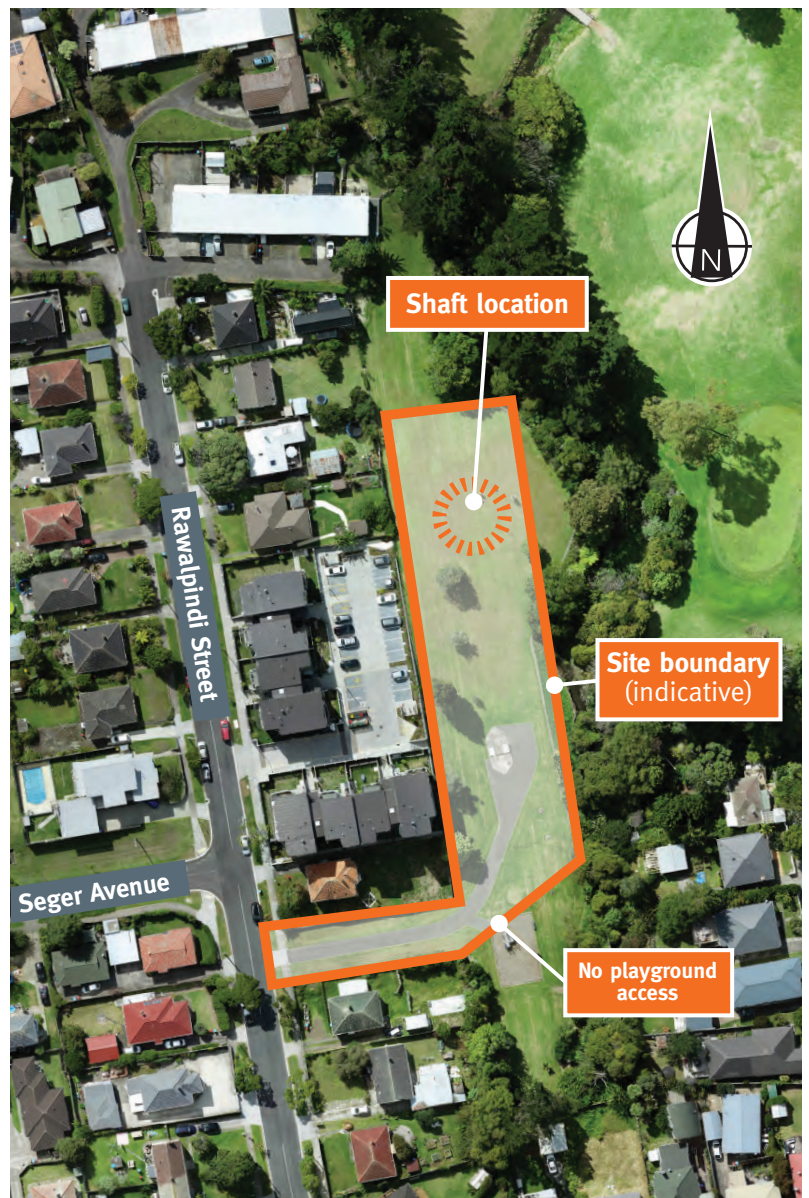 N
Shaft location
Rawalpindi Street
Site boundary
(indicative)
Seger Avenue
No playground
access